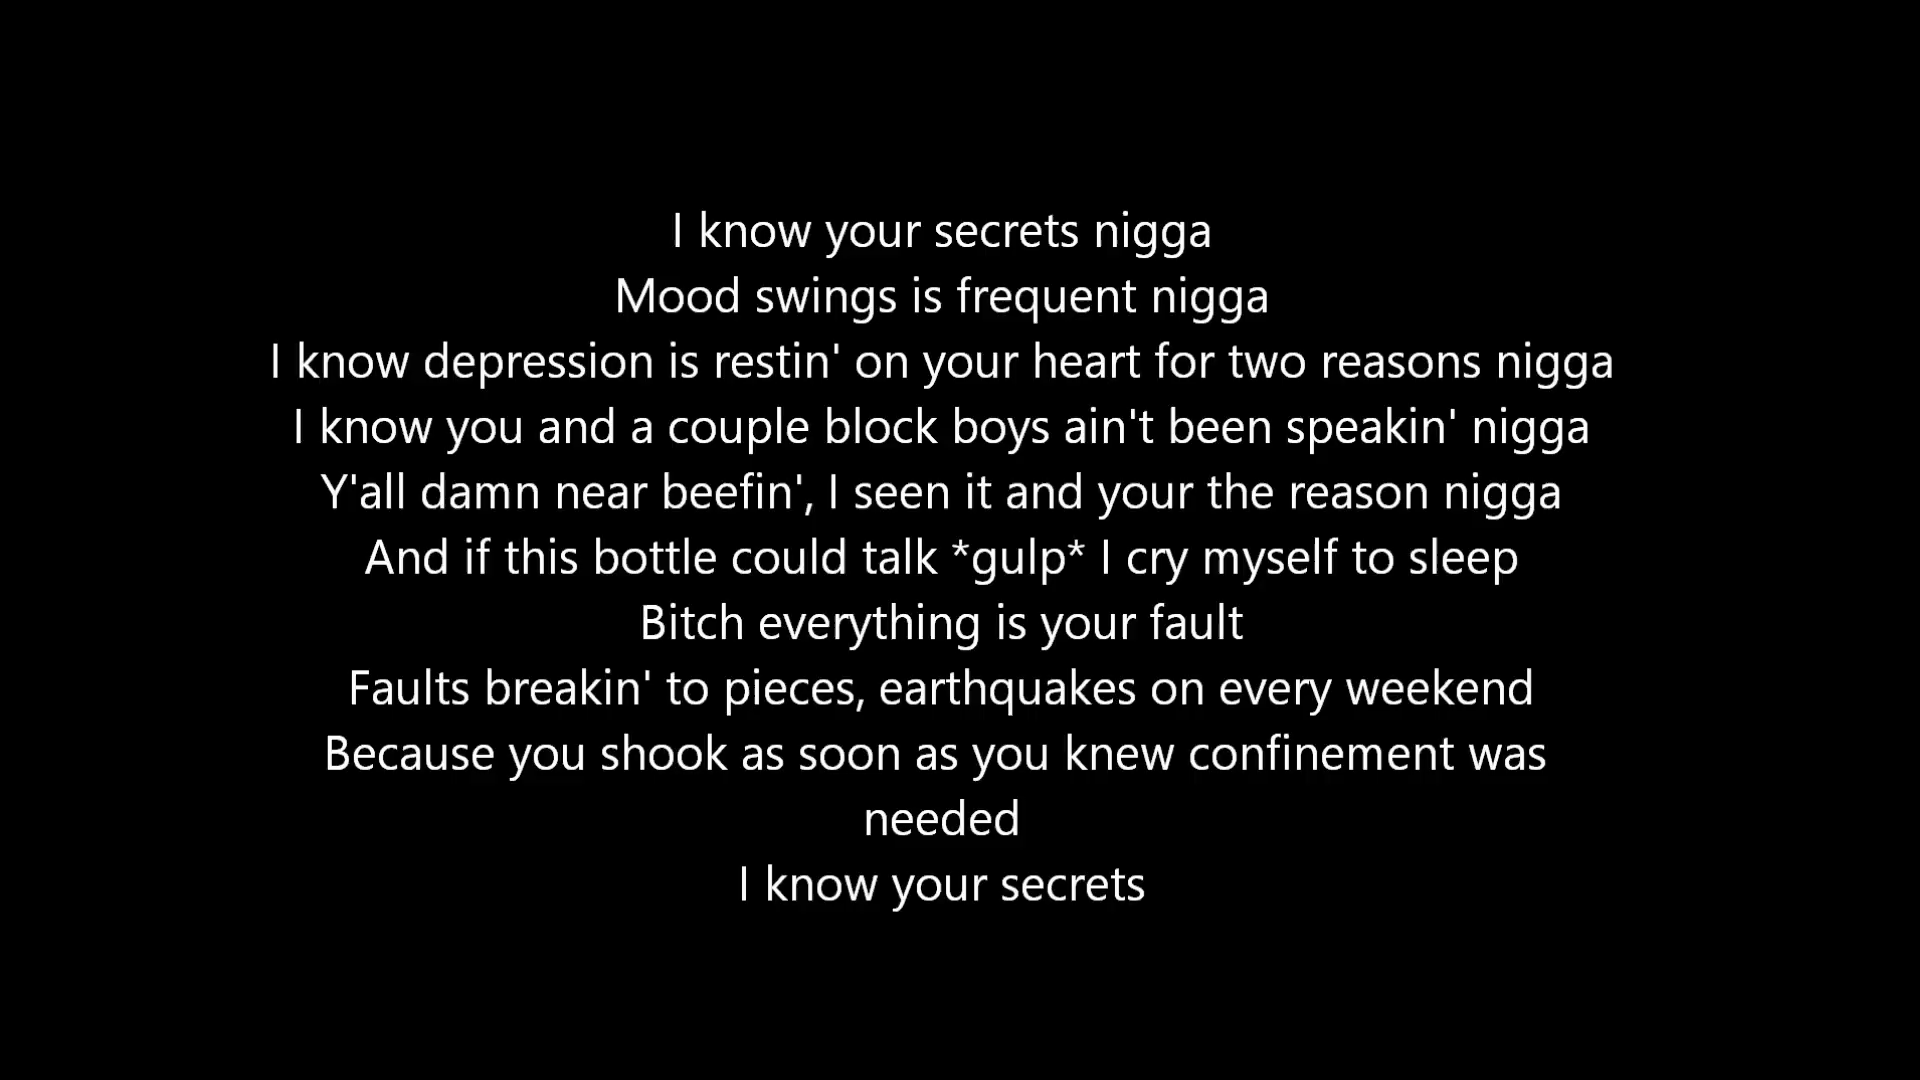 I know your secrets nigga
Mood swings is frequent nigga
I know depression is restin' on your heart for two reasons nigga
I know you and a couple block boys ain't been speakin' nigga
Y'all damn near beefin', I seen it and your the reason nigga
And if this bottle could talk *gulp* I cry myself to sleep
Bitch everything is your fault
Faults breakin' to pieces, earthquakes on every weekend
Because you shook as soon as you knew confinement was
needed
I know your secrets